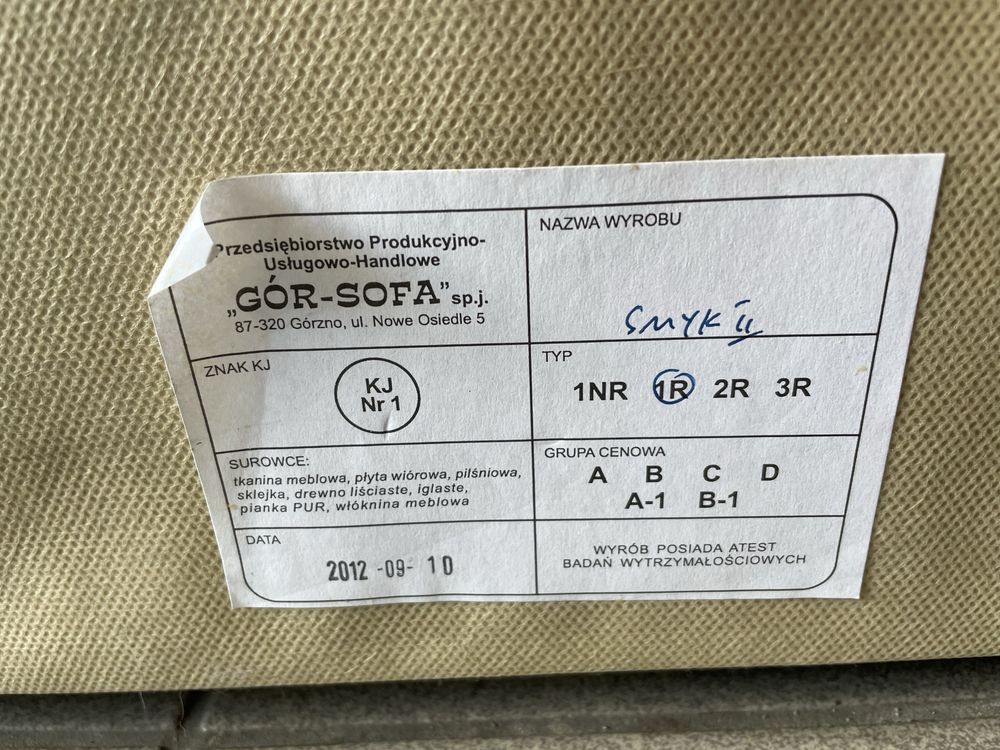 Przedsiębiorstwo Produkcyjno-
Usługowo-Handlowe
„GÓR-SOFA” sp.j.
87-320 Górzno, ul. Nowe Osiedle 5
NAZWA WYROBU
SMYK II
ZNAK KJ
KJ
Nr 1
TYP
1NR 1R 2R 3R
SUROWCE:
tkanina meblowa, płyta wiórowa, pilśniowa,
sklejka, drewno liściaste, iglaste,
pianka PUR, włóknina meblowa
GRUPA CENOWA
A B C D
A-1 B-1
DATA
2012 -09- 10
WYRÓB POSIADA ATEST
BADAŃ WYTRZYMAŁOŚCIOWYCH